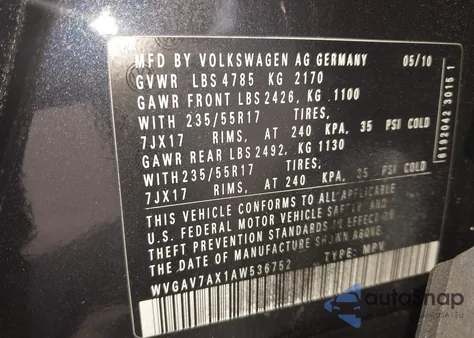 MFD BY VOLKSWAGEN AG GERMANY 05/10
GVWR LBS 4785 KG 2170
GAWR FRONT LBS 2426, KG .1100
WITH 235/55R17 TIRES,
7JX17 RIMS, AT 240 KPA, 35 PSI COLD
GAWR REAR LBS 2492, KG 1130
WITH 235/55R17 TIRES,
7JX17 RIMS, AT 240 KPA, 35 PSI COLD
THIS VEHICLE CONFORMS TO ALL APPLICABLE
U.S. FEDERAL MOTOR VEHICLE SAFETY AND
THEFT PREVENTION STANDARDS IN EFFECT ON
THE DATE OF MANUFACTURE SHOWN ABOVE.
WVGAV7AX1AW536752 TYPE: MPV
6192042 3015 1
autoSnap